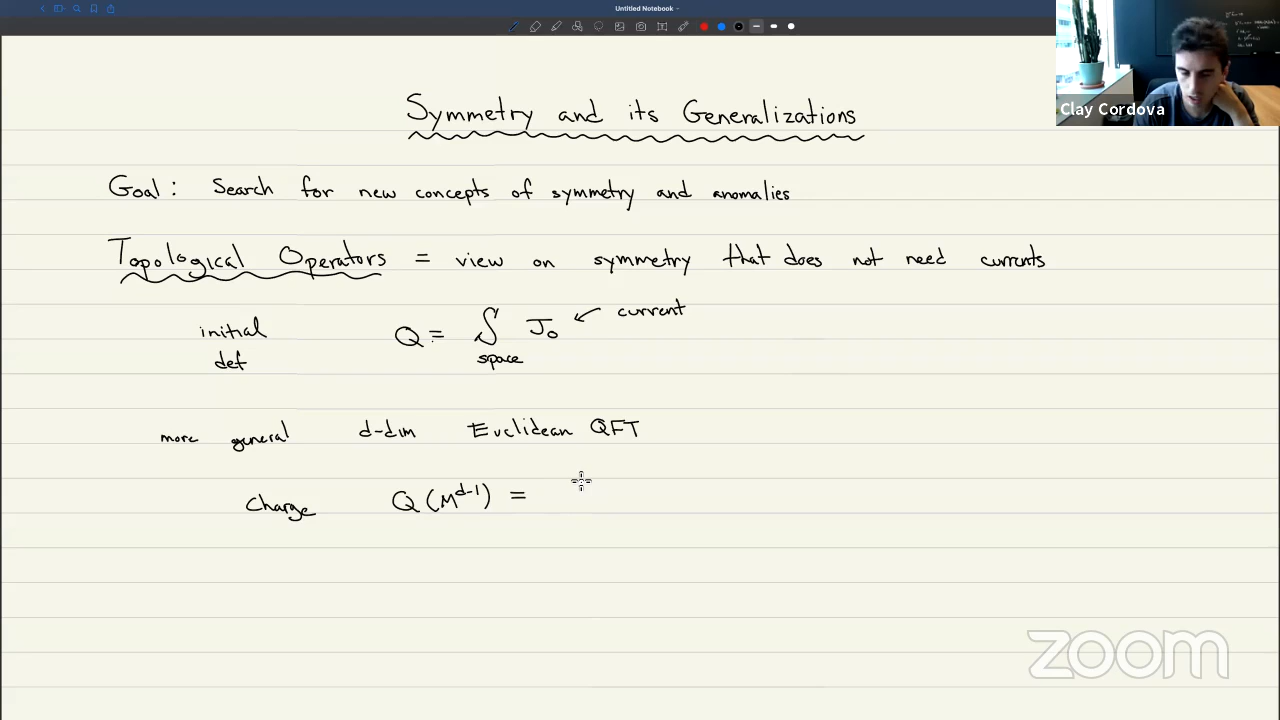 Untitled Notebook
Clay Cordova
Symmetry and its Generalizations
Goal: Search for new concepts of symmetry and anomalies
Topological Operators = view on symmetry that does not need currents
initial def Q = ∫_space J_0 ← current
more general d-dim Euclidean QFT
Charge Q(M^{d-1}) =
zoom